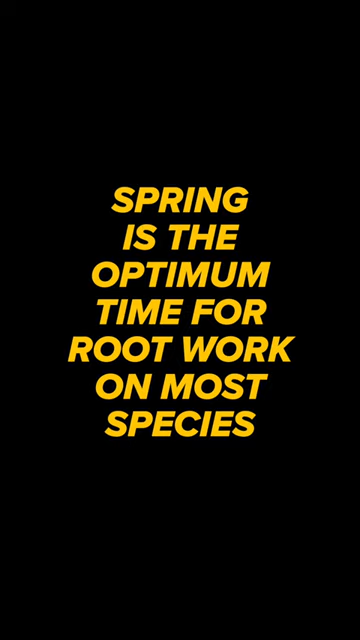 SPRING
IS THE
OPTIMUM
TIME FOR
ROOT WORK
ON MOST
SPECIES